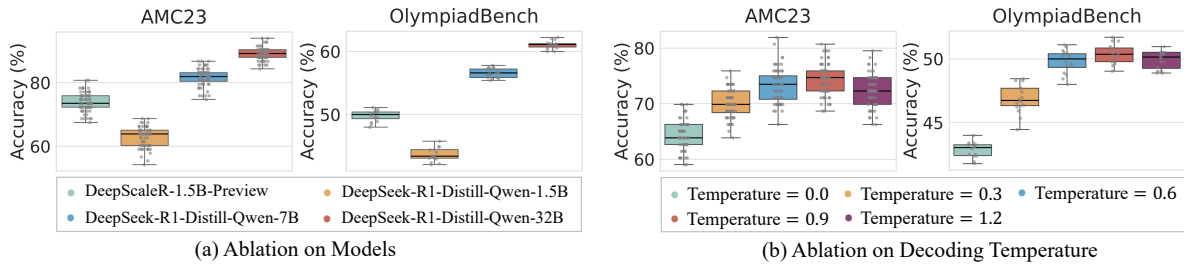 AMC23
OlympiadBench
Accuracy (%)
80
60
Accuracy (%)
60
50
DeepScaleR-1.5B-Preview
DeepSeek-R1-Distill-Qwen-1.5B
DeepSeek-R1-Distill-Qwen-7B
DeepSeek-R1-Distill-Qwen-32B
(a) Ablation on Models
AMC23
OlympiadBench
Accuracy (%)
80
75
70
65
60
Accuracy (%)
50
45
Temperature = 0.0
Temperature = 0.3
Temperature = 0.6
Temperature = 0.9
Temperature = 1.2
(b) Ablation on Decoding Temperature